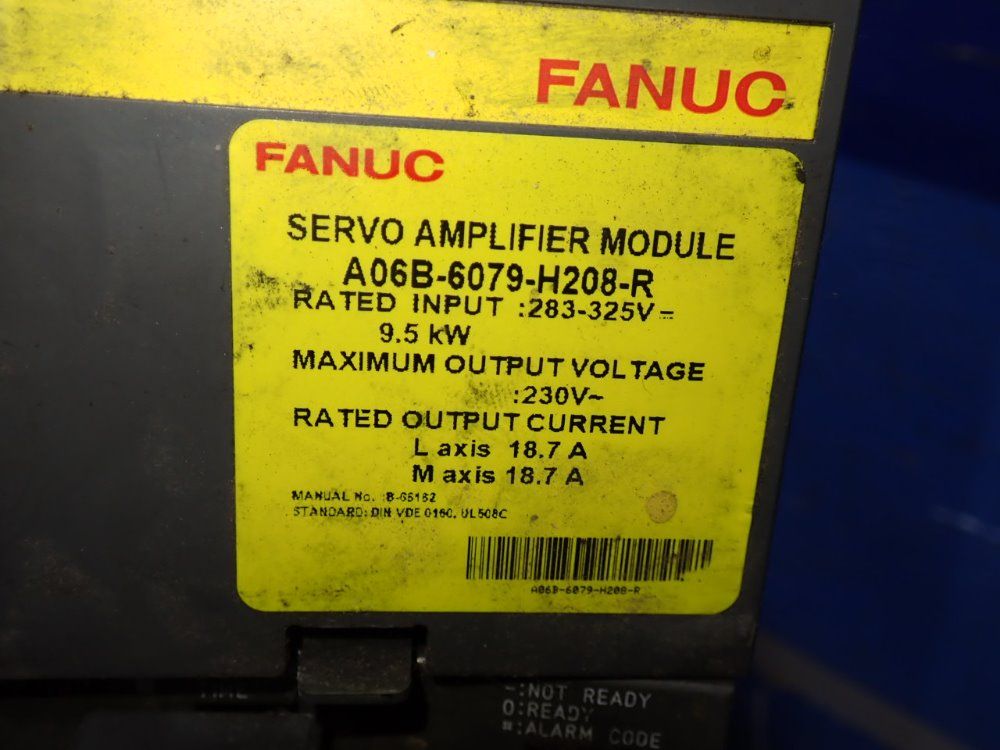 FANUC
FANUC
SERVO AMPLIFIER MODULE
A06B-6079-H208-R
RATED INPUT :283-325V⎓
9.5 kW
MAXIMUM OUTPUT VOLTAGE
:230V~
RATED OUTPUT CURRENT
L axis 18.7 A
M axis 18.7 A
MANUAL No. :B-65162
STANDARD: DIN VDE 0160, UL508C
A06B-6079-H208-R
-:NOT READY
0:READY
#:ALARM CODE